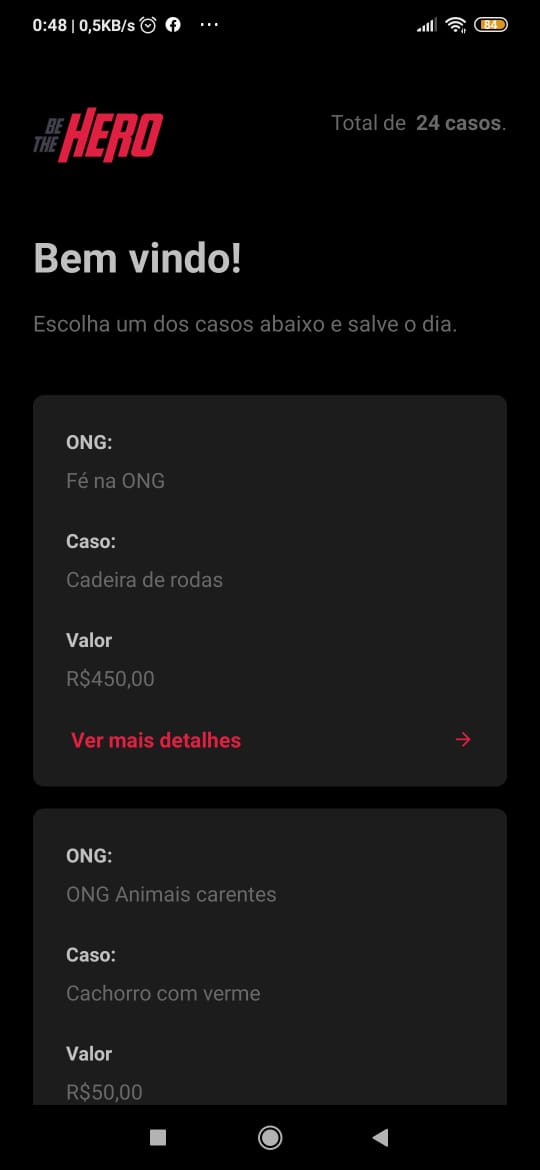 0:48 | 0,5KB/s ...
84
BE THE HERO
Total de 24 casos.
Bem vindo!
Escolha um dos casos abaixo e salve o dia.
ONG:
Fé na ONG
Caso:
Cadeira de rodas
Valor
R$450,00
Ver mais detalhes
ONG:
ONG Animais carentes
Caso:
Cachorro com verme
Valor
R$50,00